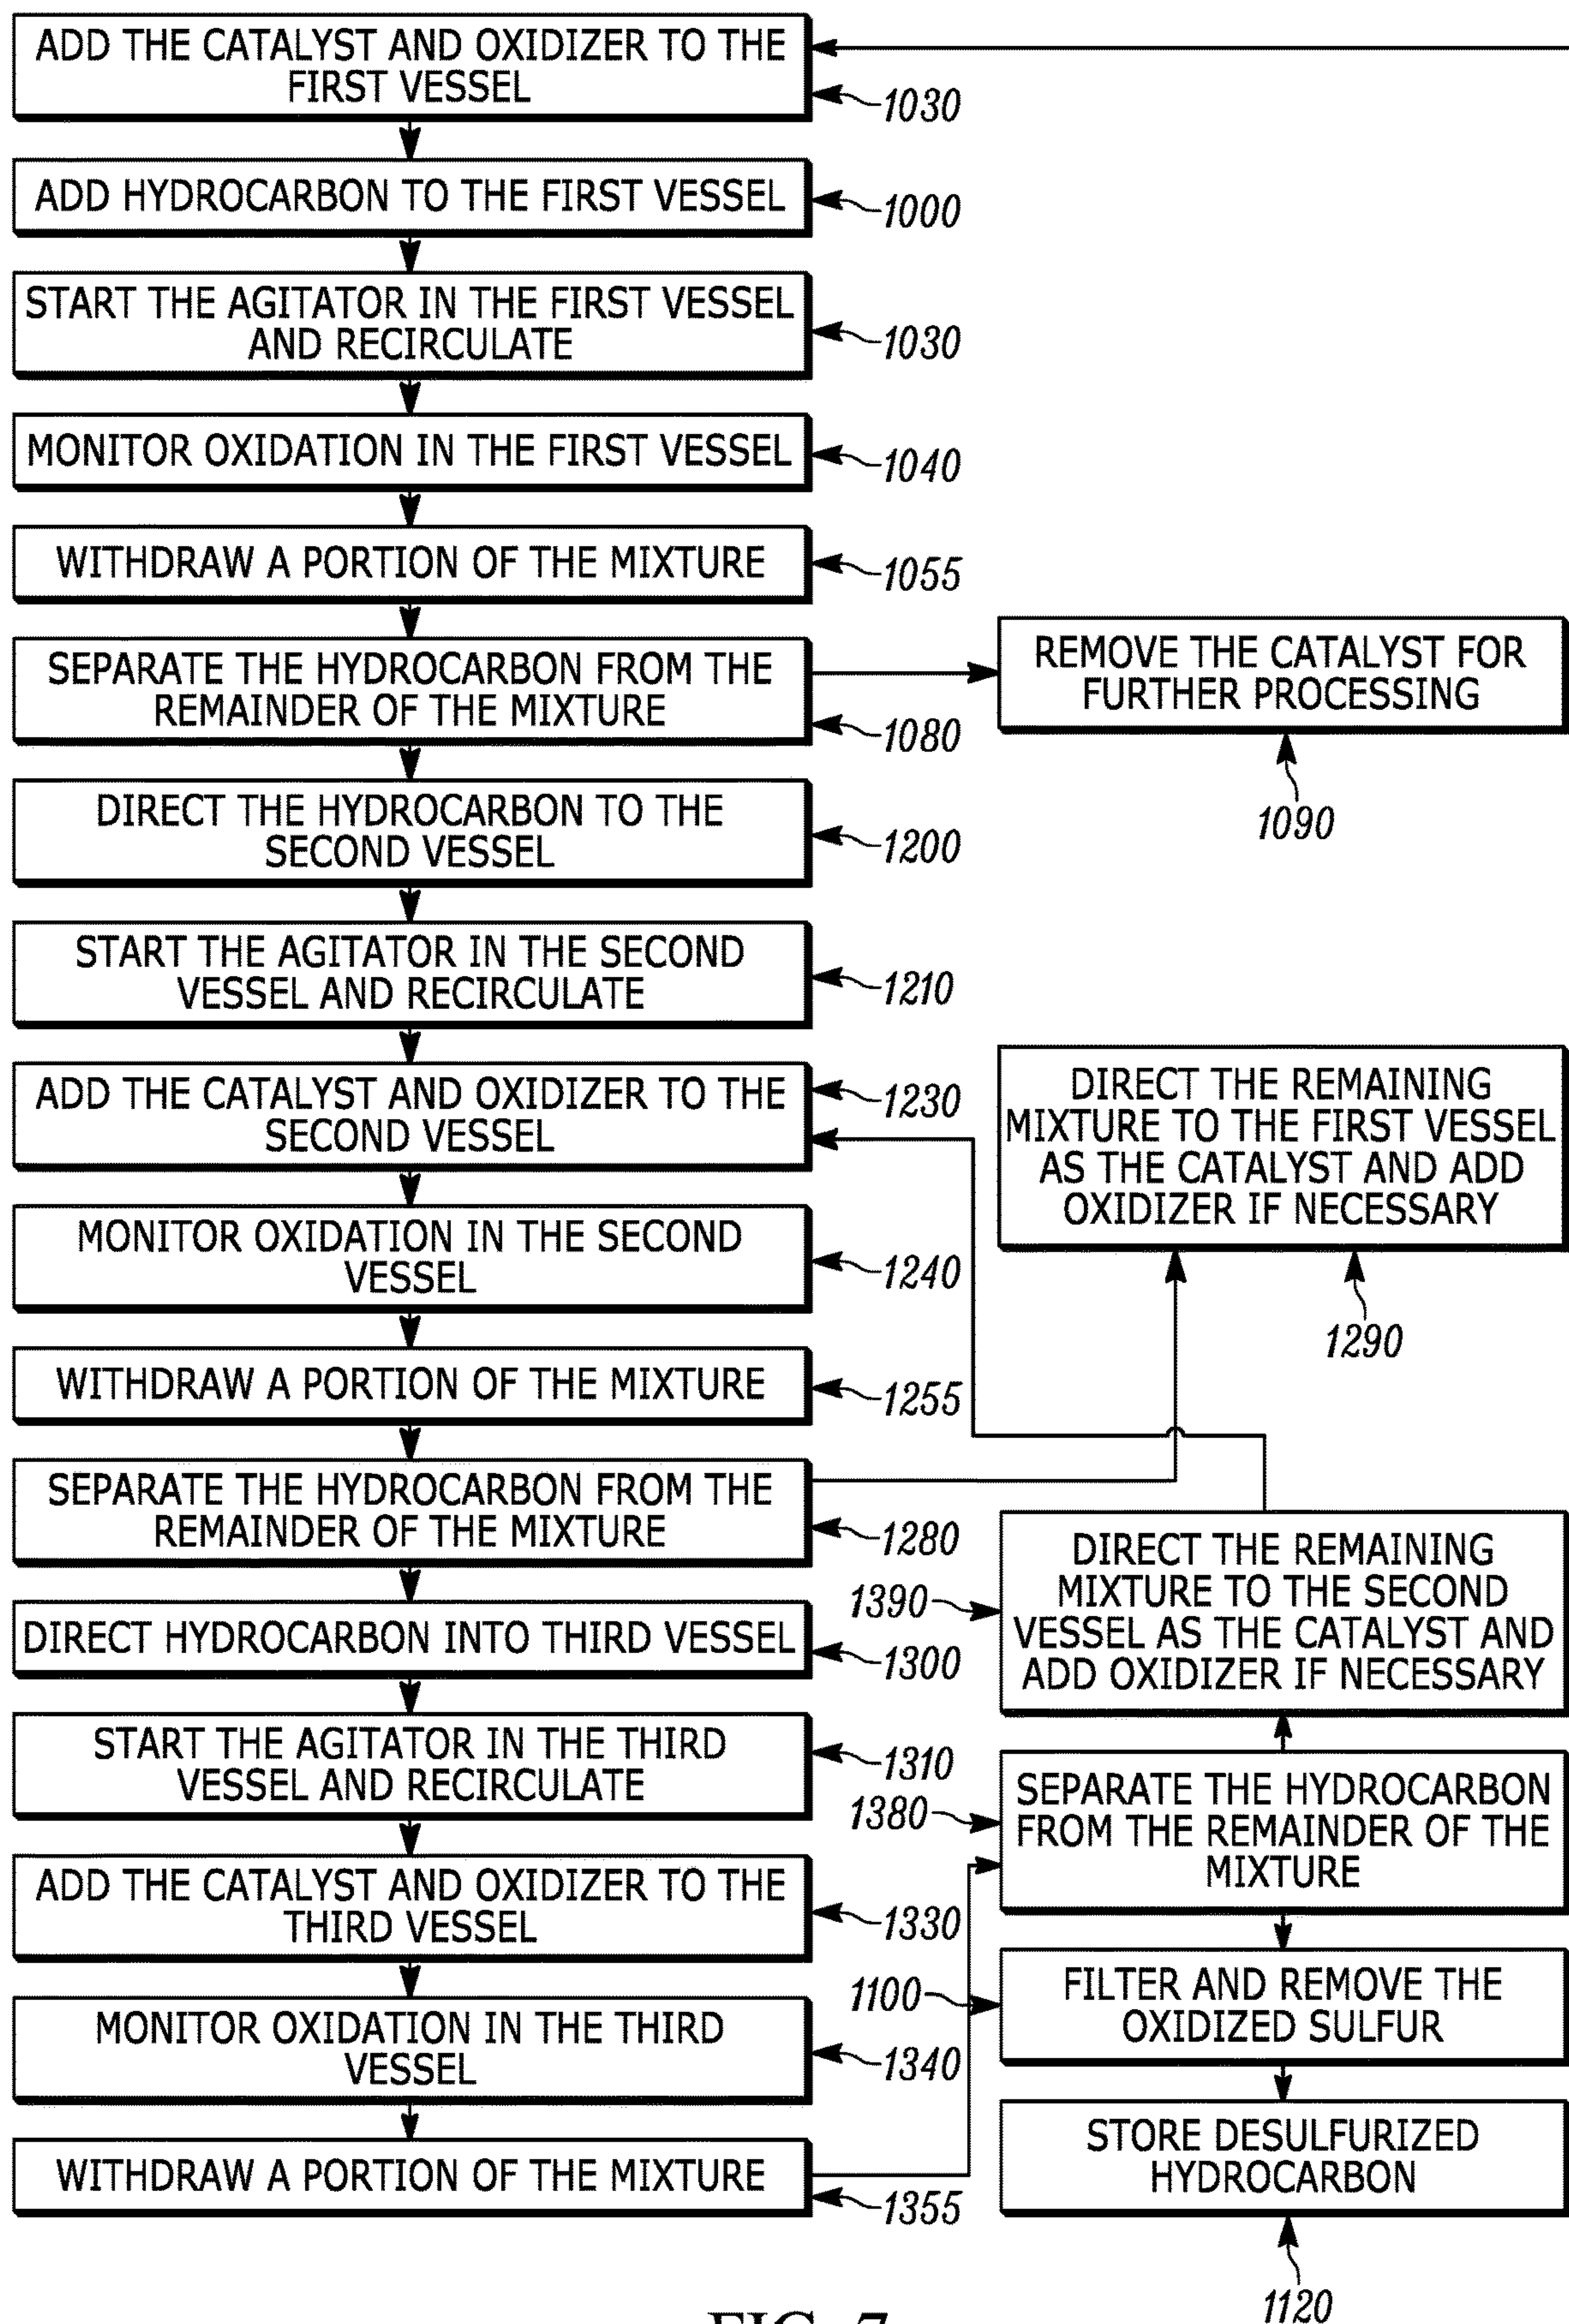 ADD THE CATALYST AND OXIDIZER TO THE
FIRST VESSEL
1030
ADD HYDROCARBON TO THE FIRST VESSEL
1000
START THE AGITATOR IN THE FIRST VESSEL
AND RECIRCULATE
1030
MONITOR OXIDATION IN THE FIRST VESSEL
1040
WITHDRAW A PORTION OF THE MIXTURE
1055
SEPARATE THE HYDROCARBON FROM THE
REMAINDER OF THE MIXTURE
1080
REMOVE THE CATALYST FOR
FURTHER PROCESSING
1090
DIRECT THE HYDROCARBON TO THE
SECOND VESSEL
1200
START THE AGITATOR IN THE SECOND
VESSEL AND RECIRCULATE
1210
ADD THE CATALYST AND OXIDIZER TO THE
SECOND VESSEL
1230
DIRECT THE REMAINING
MIXTURE TO THE FIRST VESSEL
AS THE CATALYST AND ADD
OXIDIZER IF NECESSARY
1290
MONITOR OXIDATION IN THE SECOND
VESSEL
1240
WITHDRAW A PORTION OF THE MIXTURE
1255
SEPARATE THE HYDROCARBON FROM THE
REMAINDER OF THE MIXTURE
1280
DIRECT HYDROCARBON INTO THIRD VESSEL
1300
START THE AGITATOR IN THE THIRD
VESSEL AND RECIRCULATE
1310
ADD THE CATALYST AND OXIDIZER TO THE
THIRD VESSEL
1330
MONITOR OXIDATION IN THE THIRD
VESSEL
1340
WITHDRAW A PORTION OF THE MIXTURE
1355
1390
DIRECT THE REMAINING
MIXTURE TO THE SECOND
VESSEL AS THE CATALYST AND
ADD OXIDIZER IF NECESSARY
1380
SEPARATE THE HYDROCARBON
FROM THE REMAINDER OF THE
MIXTURE
1100
FILTER AND REMOVE THE
OXIDIZED SULFUR
STORE DESULFURIZED
HYDROCARBON
1120
FIG. 7